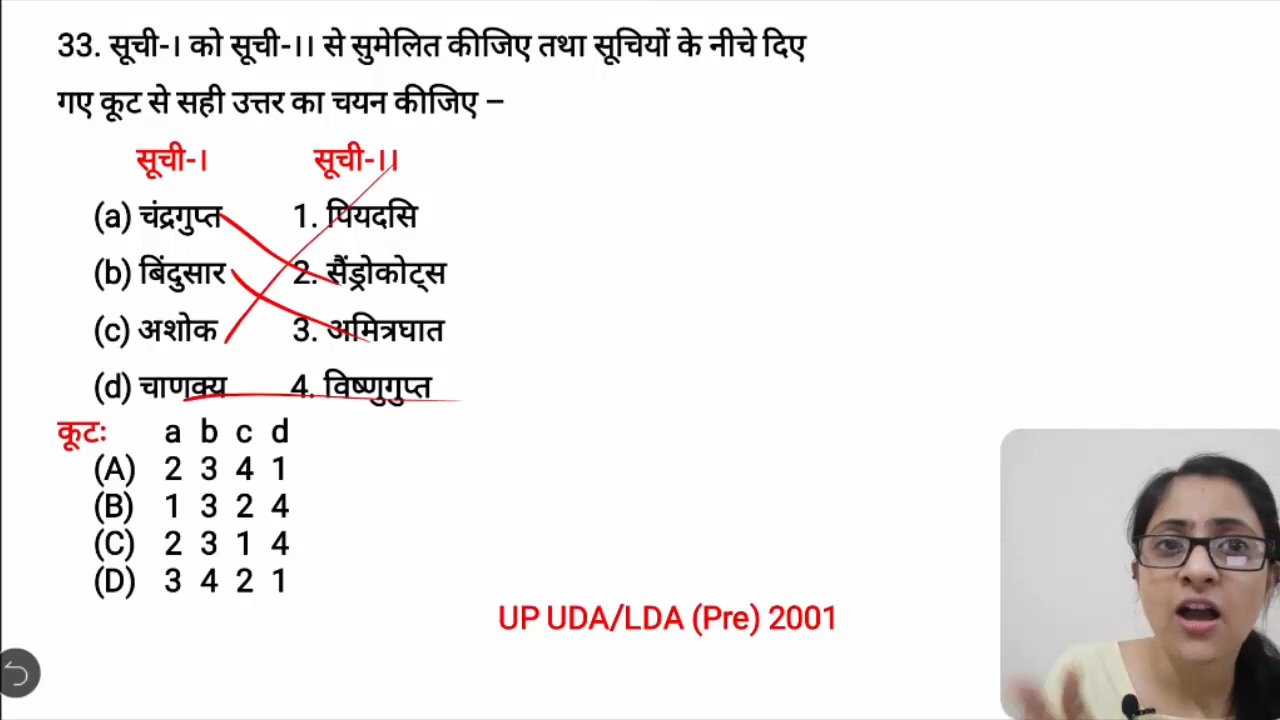 33. सूची-I को सूची-II से सुमेलित कीजिए तथा सूचियों के नीचे दिए
गए कूट से सही उत्तर का चयन कीजिए –
सूची-I सूची-II
(a) चंद्रगुप्त 1. पियदसि
(b) बिंदुसार 2. सैंड्रोकोट्स
(c) अशोक 3. अमित्रघात
(d) चाणक्य 4. विष्णुगुप्त
कूटः a b c d
(A) 2 3 4 1
(B) 1 3 2 4
(C) 2 3 1 4
(D) 3 4 2 1
UP UDA/LDA (Pre) 2001